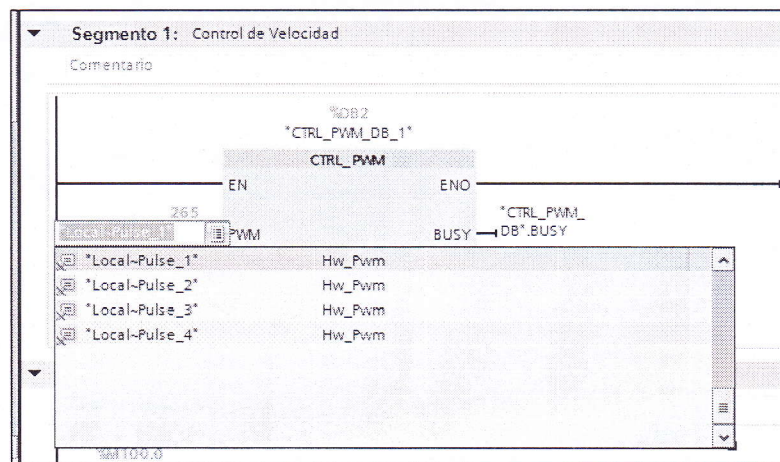 Segmento 1: Control de Velocidad
Comentario
%DB2
"CTRL_PWM_DB_1"
CTRL_PWM
EN ENO
265
"Local~Pulse_1" PWM BUSY "CTRL_PWM_
DB".BUSY
"Local~Pulse_1" Hw_Pwm
"Local~Pulse_2" Hw_Pwm
"Local~Pulse_3" Hw_Pwm
"Local~Pulse_4" Hw_Pwm
%M100.0